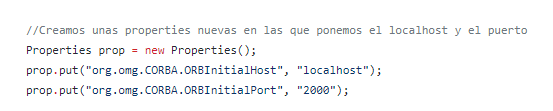 //Creamos unas properties nuevas en las que ponemos el localhost y el puerto
Properties prop = new Properties();
prop.put("org.omg.CORBA.ORBInitialHost", "localhost");
prop.put("org.omg.CORBA.ORBInitialPort", "2000");